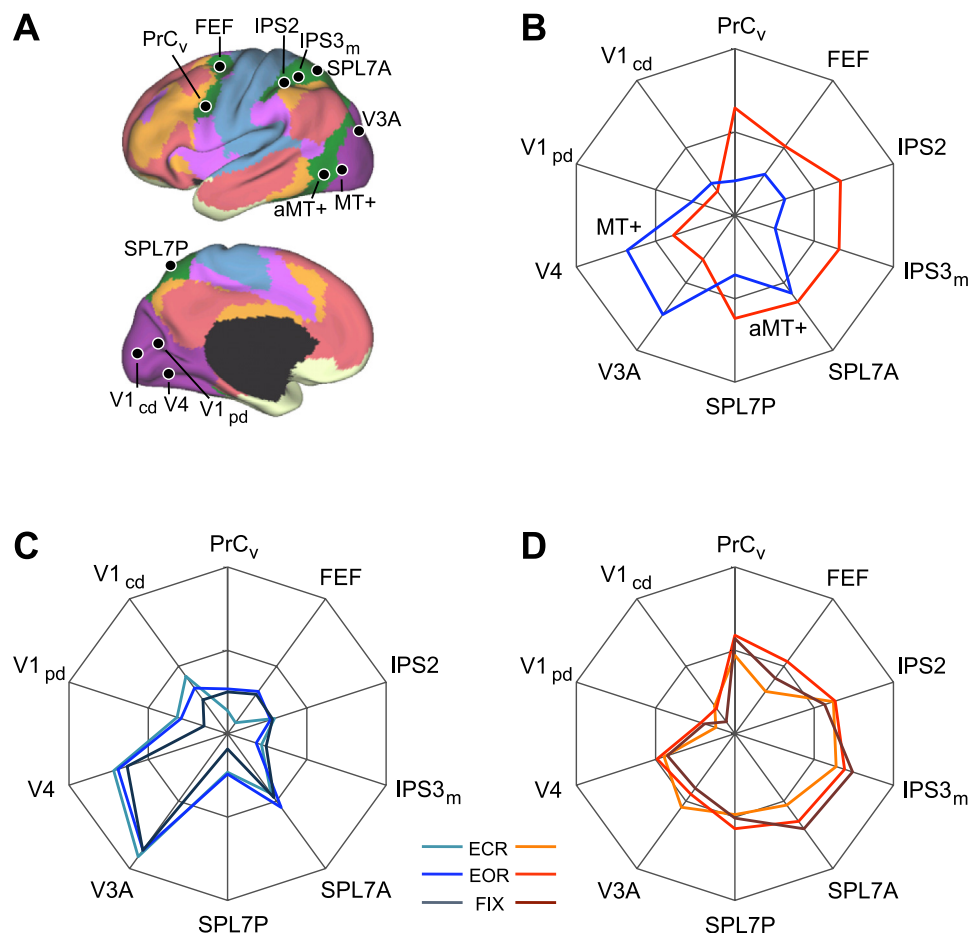 A
FEF
IPS2
PrCv
IPS3m
SPL7A
V3A
aMT+
MT+
SPL7P
V1cd
V4
V1pd
B
PrCv
V1cd
FEF
V1pd
IPS2
MT+
V4
IPS3m
aMT+
V3A
SPL7A
SPL7P
C
PrCv
V1cd
FEF
V1pd
IPS2
V4
IPS3m
V3A
SPL7A
SPL7P
ECR
EOR
FIX
D
PrCv
V1cd
FEF
V1pd
IPS2
V4
IPS3m
V3A
SPL7A
SPL7P